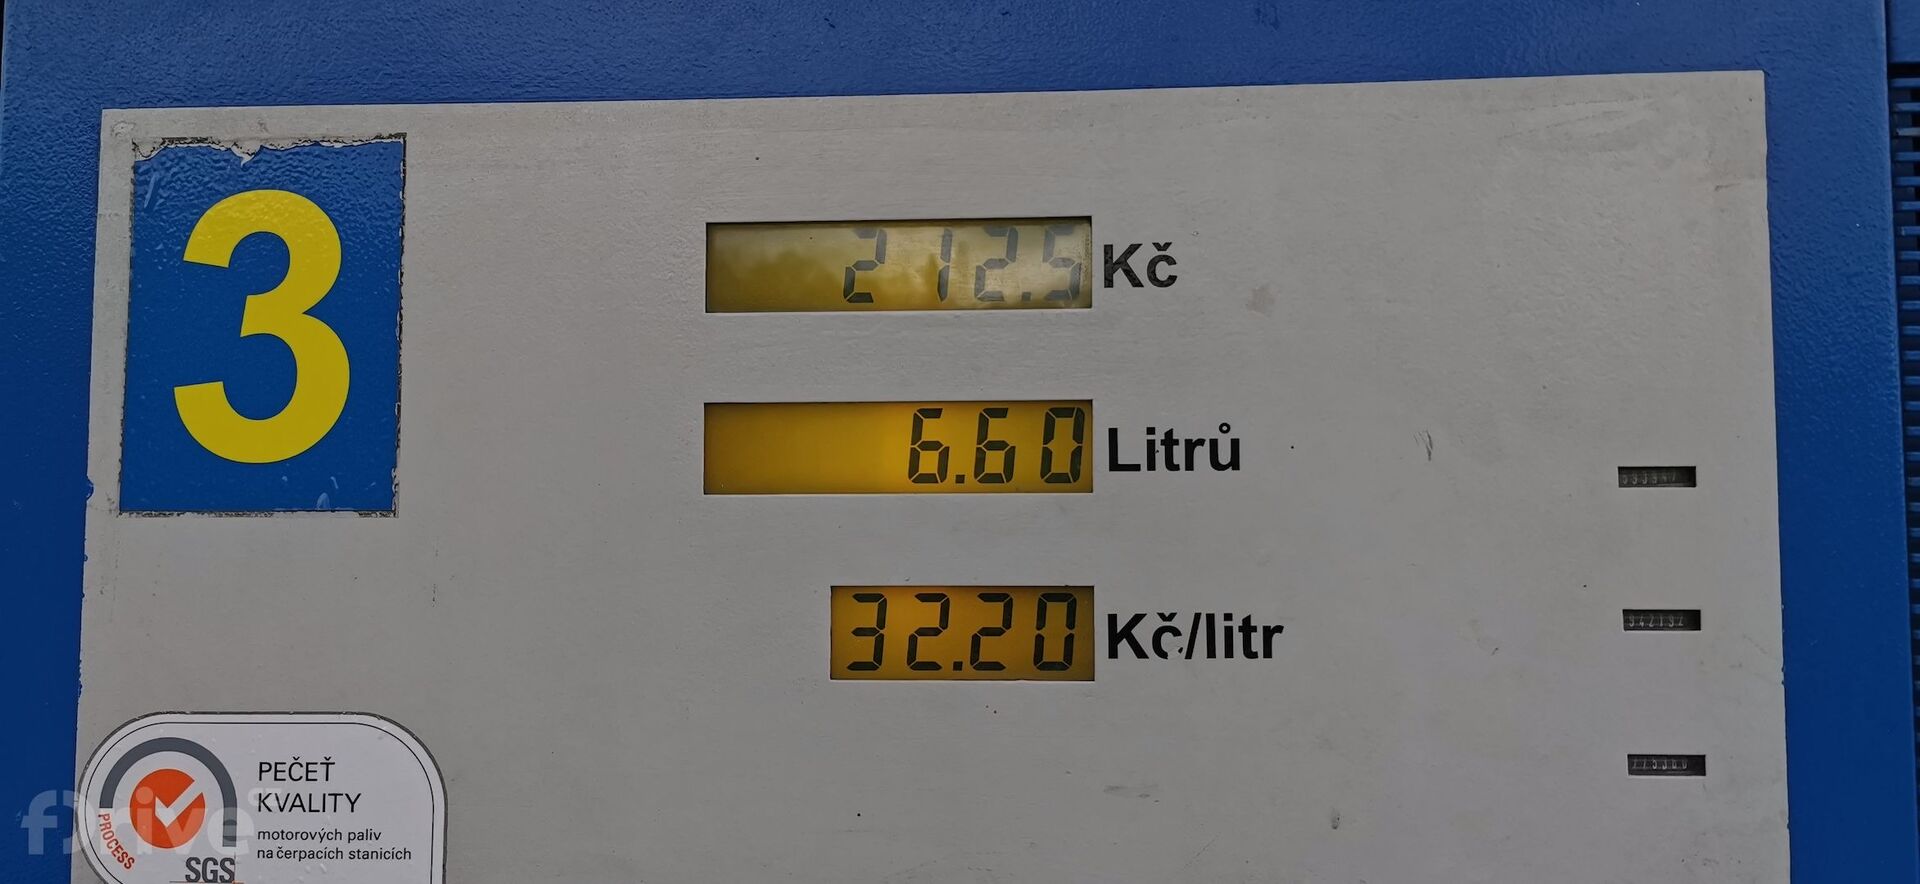 3
212.5 Kč
6.60 Litrů
32.20 Kč/litr
PEČEŤ
KVALITY
motorových paliv
na čerpacích stanicích
PROCESS
SGS
fDrive